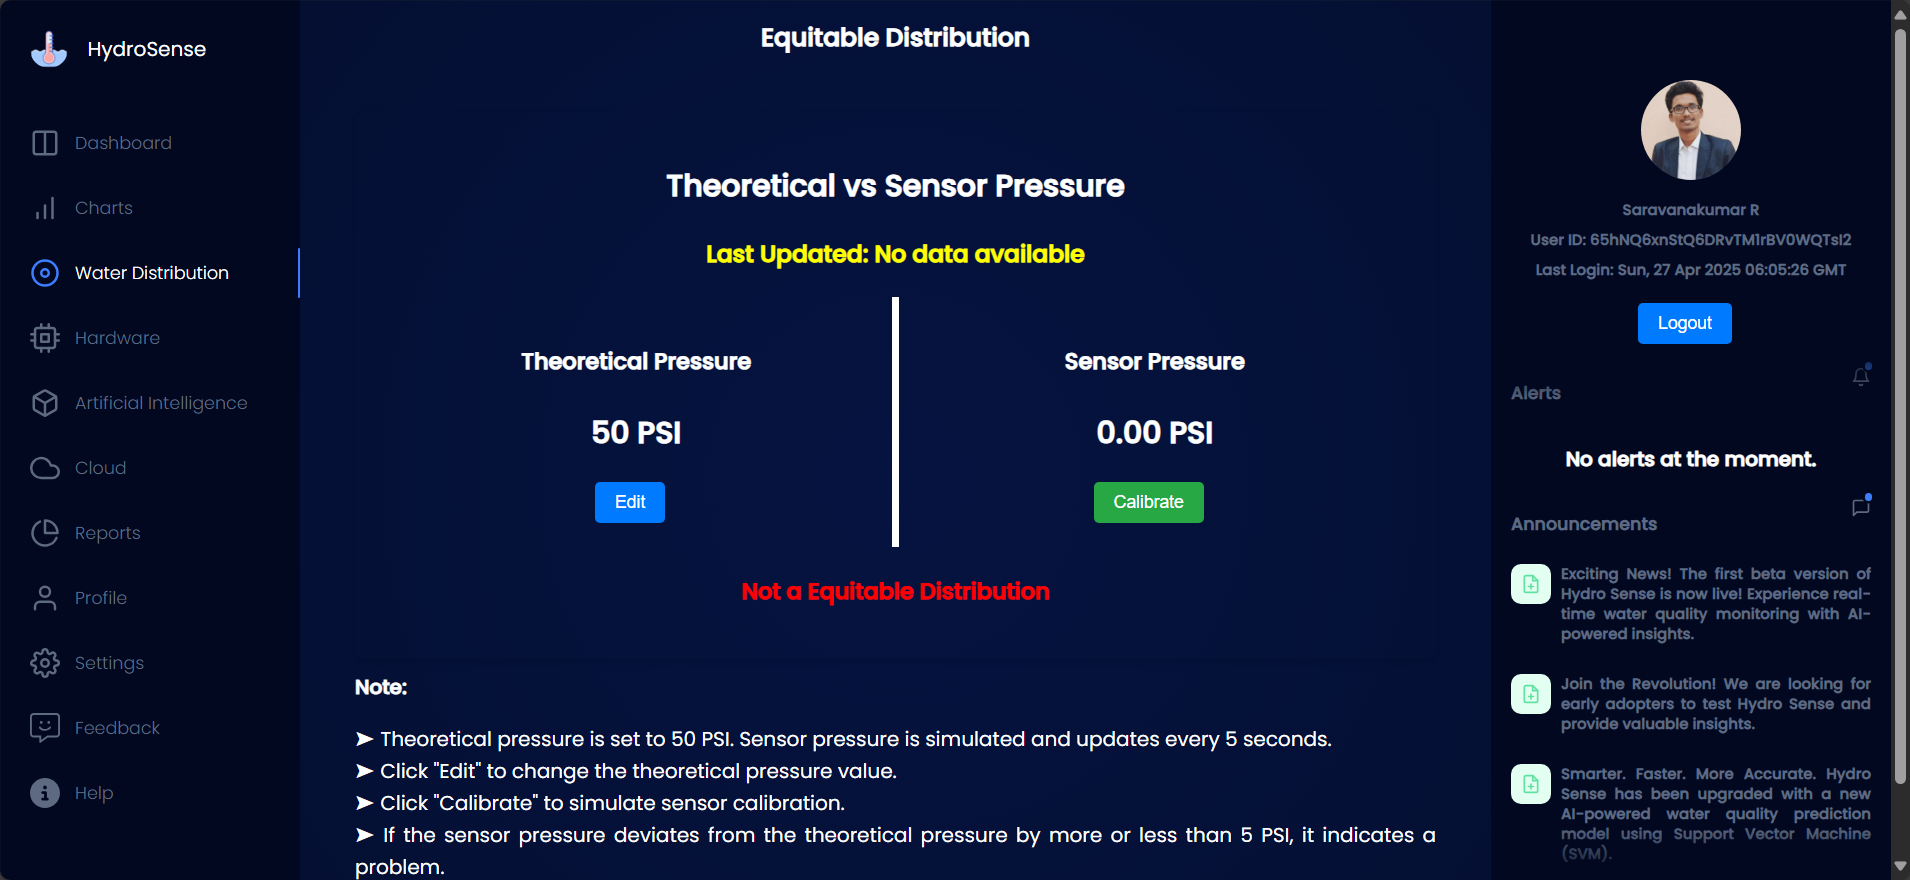 HydroSense
Dashboard
Charts
Water Distribution
Hardware
Artificial Intelligence
Cloud
Reports
Profile
Settings
Feedback
Help
Equitable Distribution
Theoretical vs Sensor Pressure
Last Updated: No data available
Theoretical Pressure
50 PSI
Edit
Sensor Pressure
0.00 PSI
Calibrate
Not a Equitable Distribution
Note:
➤ Theoretical pressure is set to 50 PSI. Sensor pressure is simulated and updates every 5 seconds.
➤ Click "Edit" to change the theoretical pressure value.
➤ Click "Calibrate" to simulate sensor calibration.
➤ If the sensor pressure deviates from the theoretical pressure by more or less than 5 PSI, it indicates a
problem.
Saravanakumar R
User ID: 65hNQ6xnStQ6DRvTM1rBV0WQTsI2
Last Login: Sun, 27 Apr 2025 06:05:26 GMT
Logout
Alerts
No alerts at the moment.
Announcements
Exciting News! The first beta version of
Hydro Sense is now live! Experience real-
time water quality monitoring with AI-
powered insights.
Join the Revolution! We are looking for
early adopters to test Hydro Sense and
provide valuable insights.
Smarter. Faster. More Accurate. Hydro
Sense has been upgraded with a new
AI-powered water quality prediction
model using Support Vector Machine
(SVM).